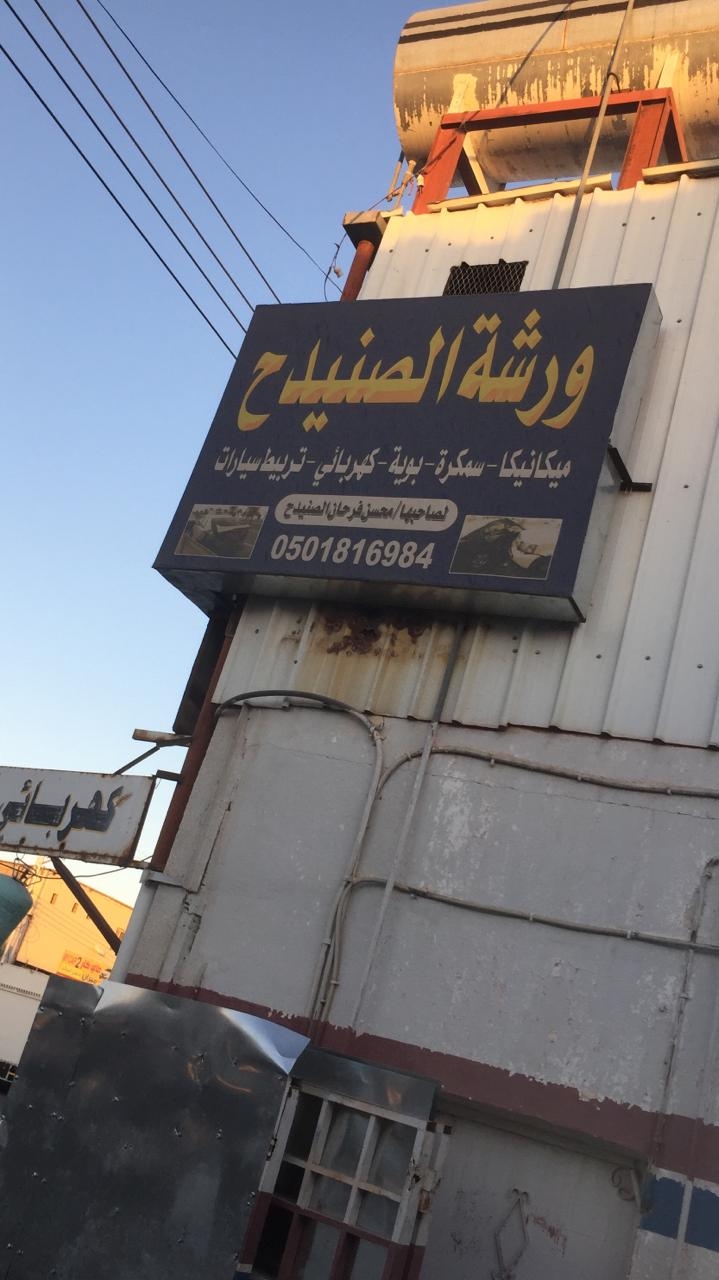 ورشة الصنيدح
ميكانيكا - سمكرة - بوية - كهربائي - تربيط سيارات
لصاحبها / محسن فرحان الصنيدح
0501816984
كهربائي